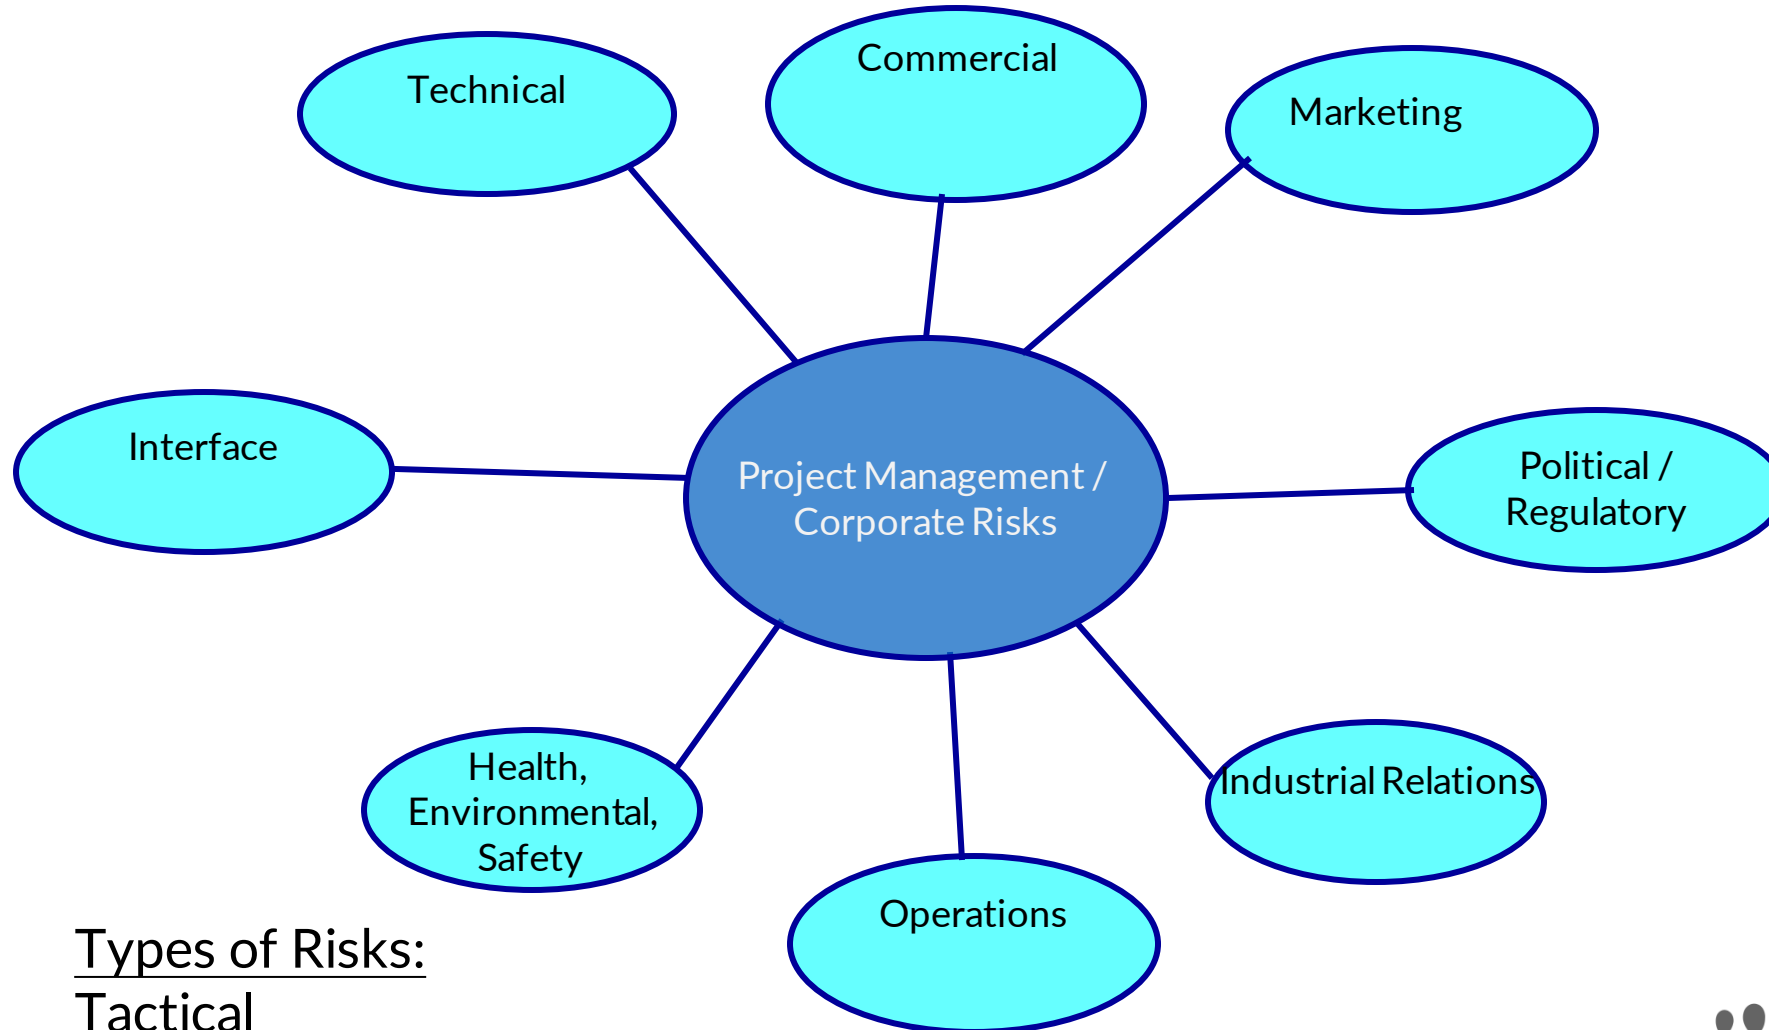 Commercial
Technical
Marketing
Interface
Project Management /
Corporate Risks
Political /
Regulatory
Health,
Environmental,
Safety
Industrial Relations
Operations
Types of Risks:
Tactical